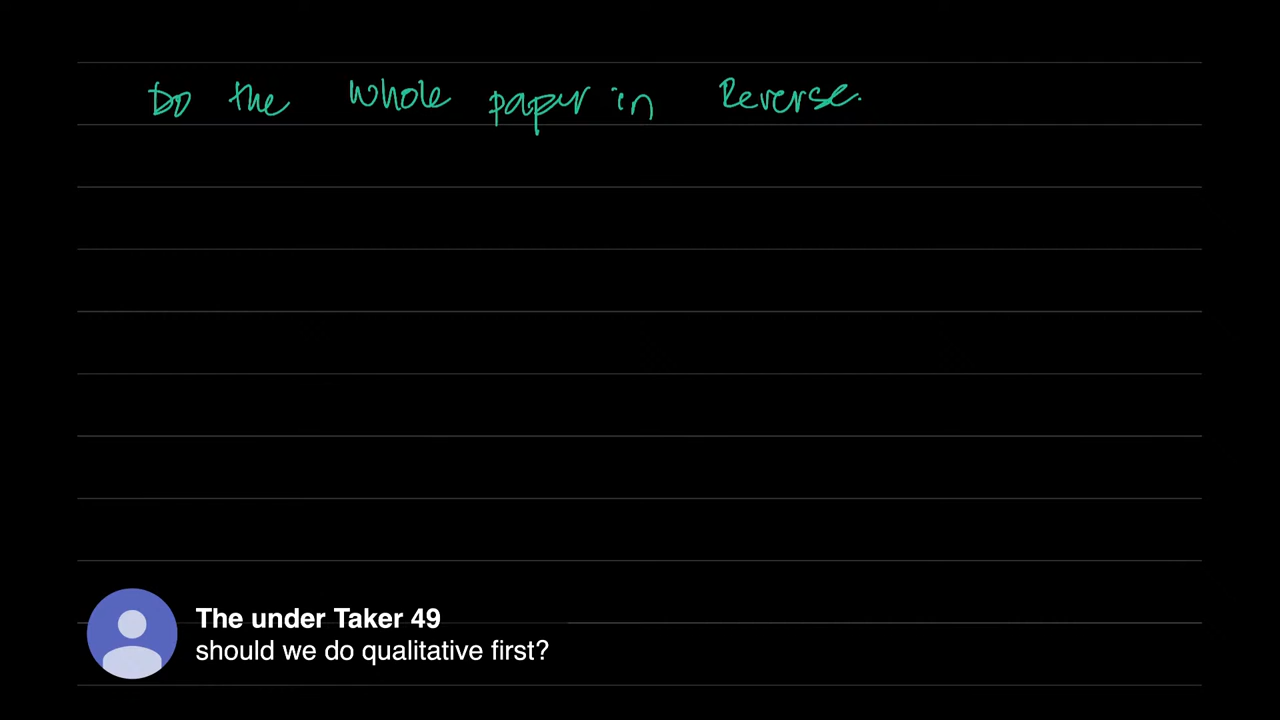 Do the whole paper in Reverse.
The under Taker 49
should we do qualitative first?